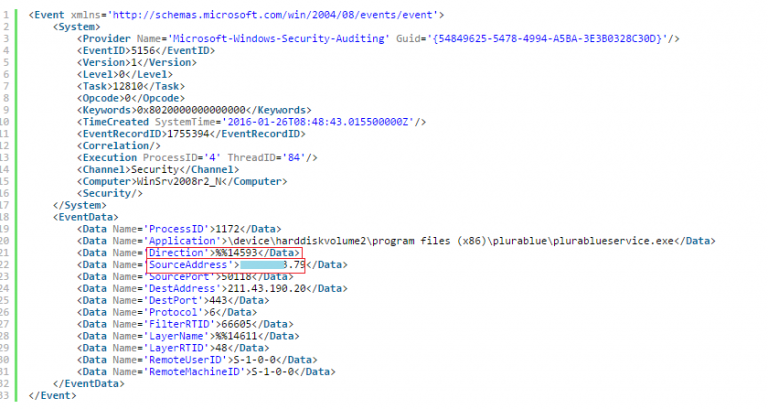 1 <Event xmlns='http://schemas.microsoft.com/win/2004/08/events/event'>
2 <System>
3 <Provider Name='Microsoft-Windows-Security-Auditing' Guid='{54849625-5478-4994-A5BA-3E3B0328C30D}'/>
4 <EventID>5156</EventID>
5 <Version>1</Version>
6 <Level>0</Level>
7 <Task>12810</Task>
8 <Opcode>0</Opcode>
9 <Keywords>0x8020000000000000</Keywords>
10 <TimeCreated SystemTime='2016-01-26T08:48:43.015500000Z'/>
11 <EventRecordID>1755394</EventRecordID>
12 <Correlation/>
13 <Execution ProcessID='4' ThreadID='84'/>
14 <Channel>Security</Channel>
15 <Computer>WinSrv2008r2_N</Computer>
16 <Security/>
17 </System>
18 <EventData>
19 <Data Name='ProcessID'>1172</Data>
20 <Data Name='Application'>\device\harddiskvolume2\program files (x86)\plurablue\plurablueservice.exe</Data>
21 <Data Name='Direction'>%%14593</Data>
22 <Data Name='SourceAddress'>3.79</Data>
23 <Data Name='SourcePort'>50118</Data>
24 <Data Name='DestAddress'>211.43.190.20</Data>
25 <Data Name='DestPort'>443</Data>
26 <Data Name='Protocol'>6</Data>
27 <Data Name='FilterRTID'>66605</Data>
28 <Data Name='LayerName'>%%14611</Data>
29 <Data Name='LayerRTID'>48</Data>
30 <Data Name='RemoteUserID'>S-1-0-0</Data>
31 <Data Name='RemoteMachineID'>S-1-0-0</Data>
32 </EventData>
33 </Event>